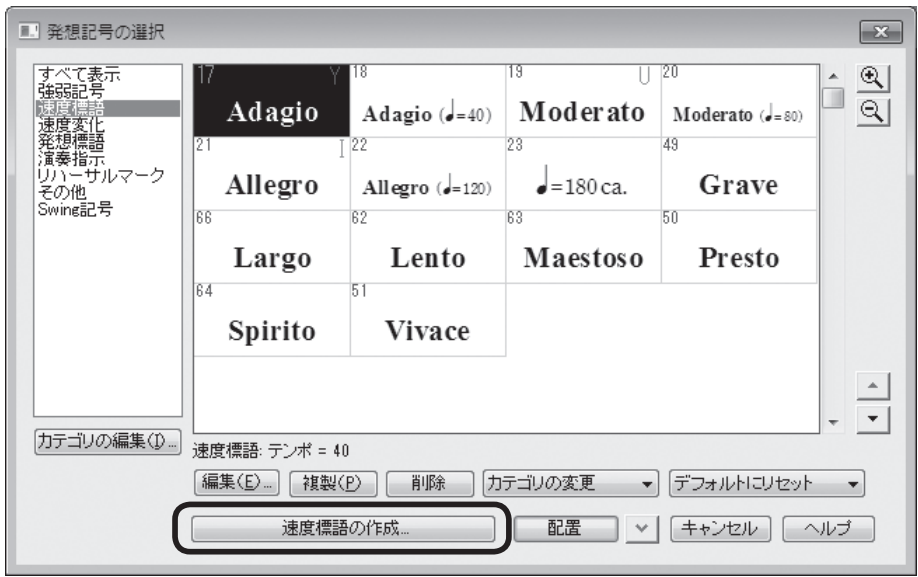 発想記号の選択
すべて表示
強弱記号
速度標語
速度変化
発想標語
演奏指示
リハーサルマーク
その他
Swing記号
17 Y 18 19 U 20
Adagio Adagio (♩=40) Moderato Moderato (♩=80)
21 I 22 23 49
Allegro Allegro (♩=120) ♩=180 ca. Grave
66 62 63 50
Largo Lento Maestoso Presto
64 51
Spirito Vivace
カテゴリの編集(I)...
速度標語: テンポ = 40
編集(E)... 複製(P) 削除 カテゴリの変更 デフォルトにリセット
速度標語の作成... 配置 キャンセル ヘルプ